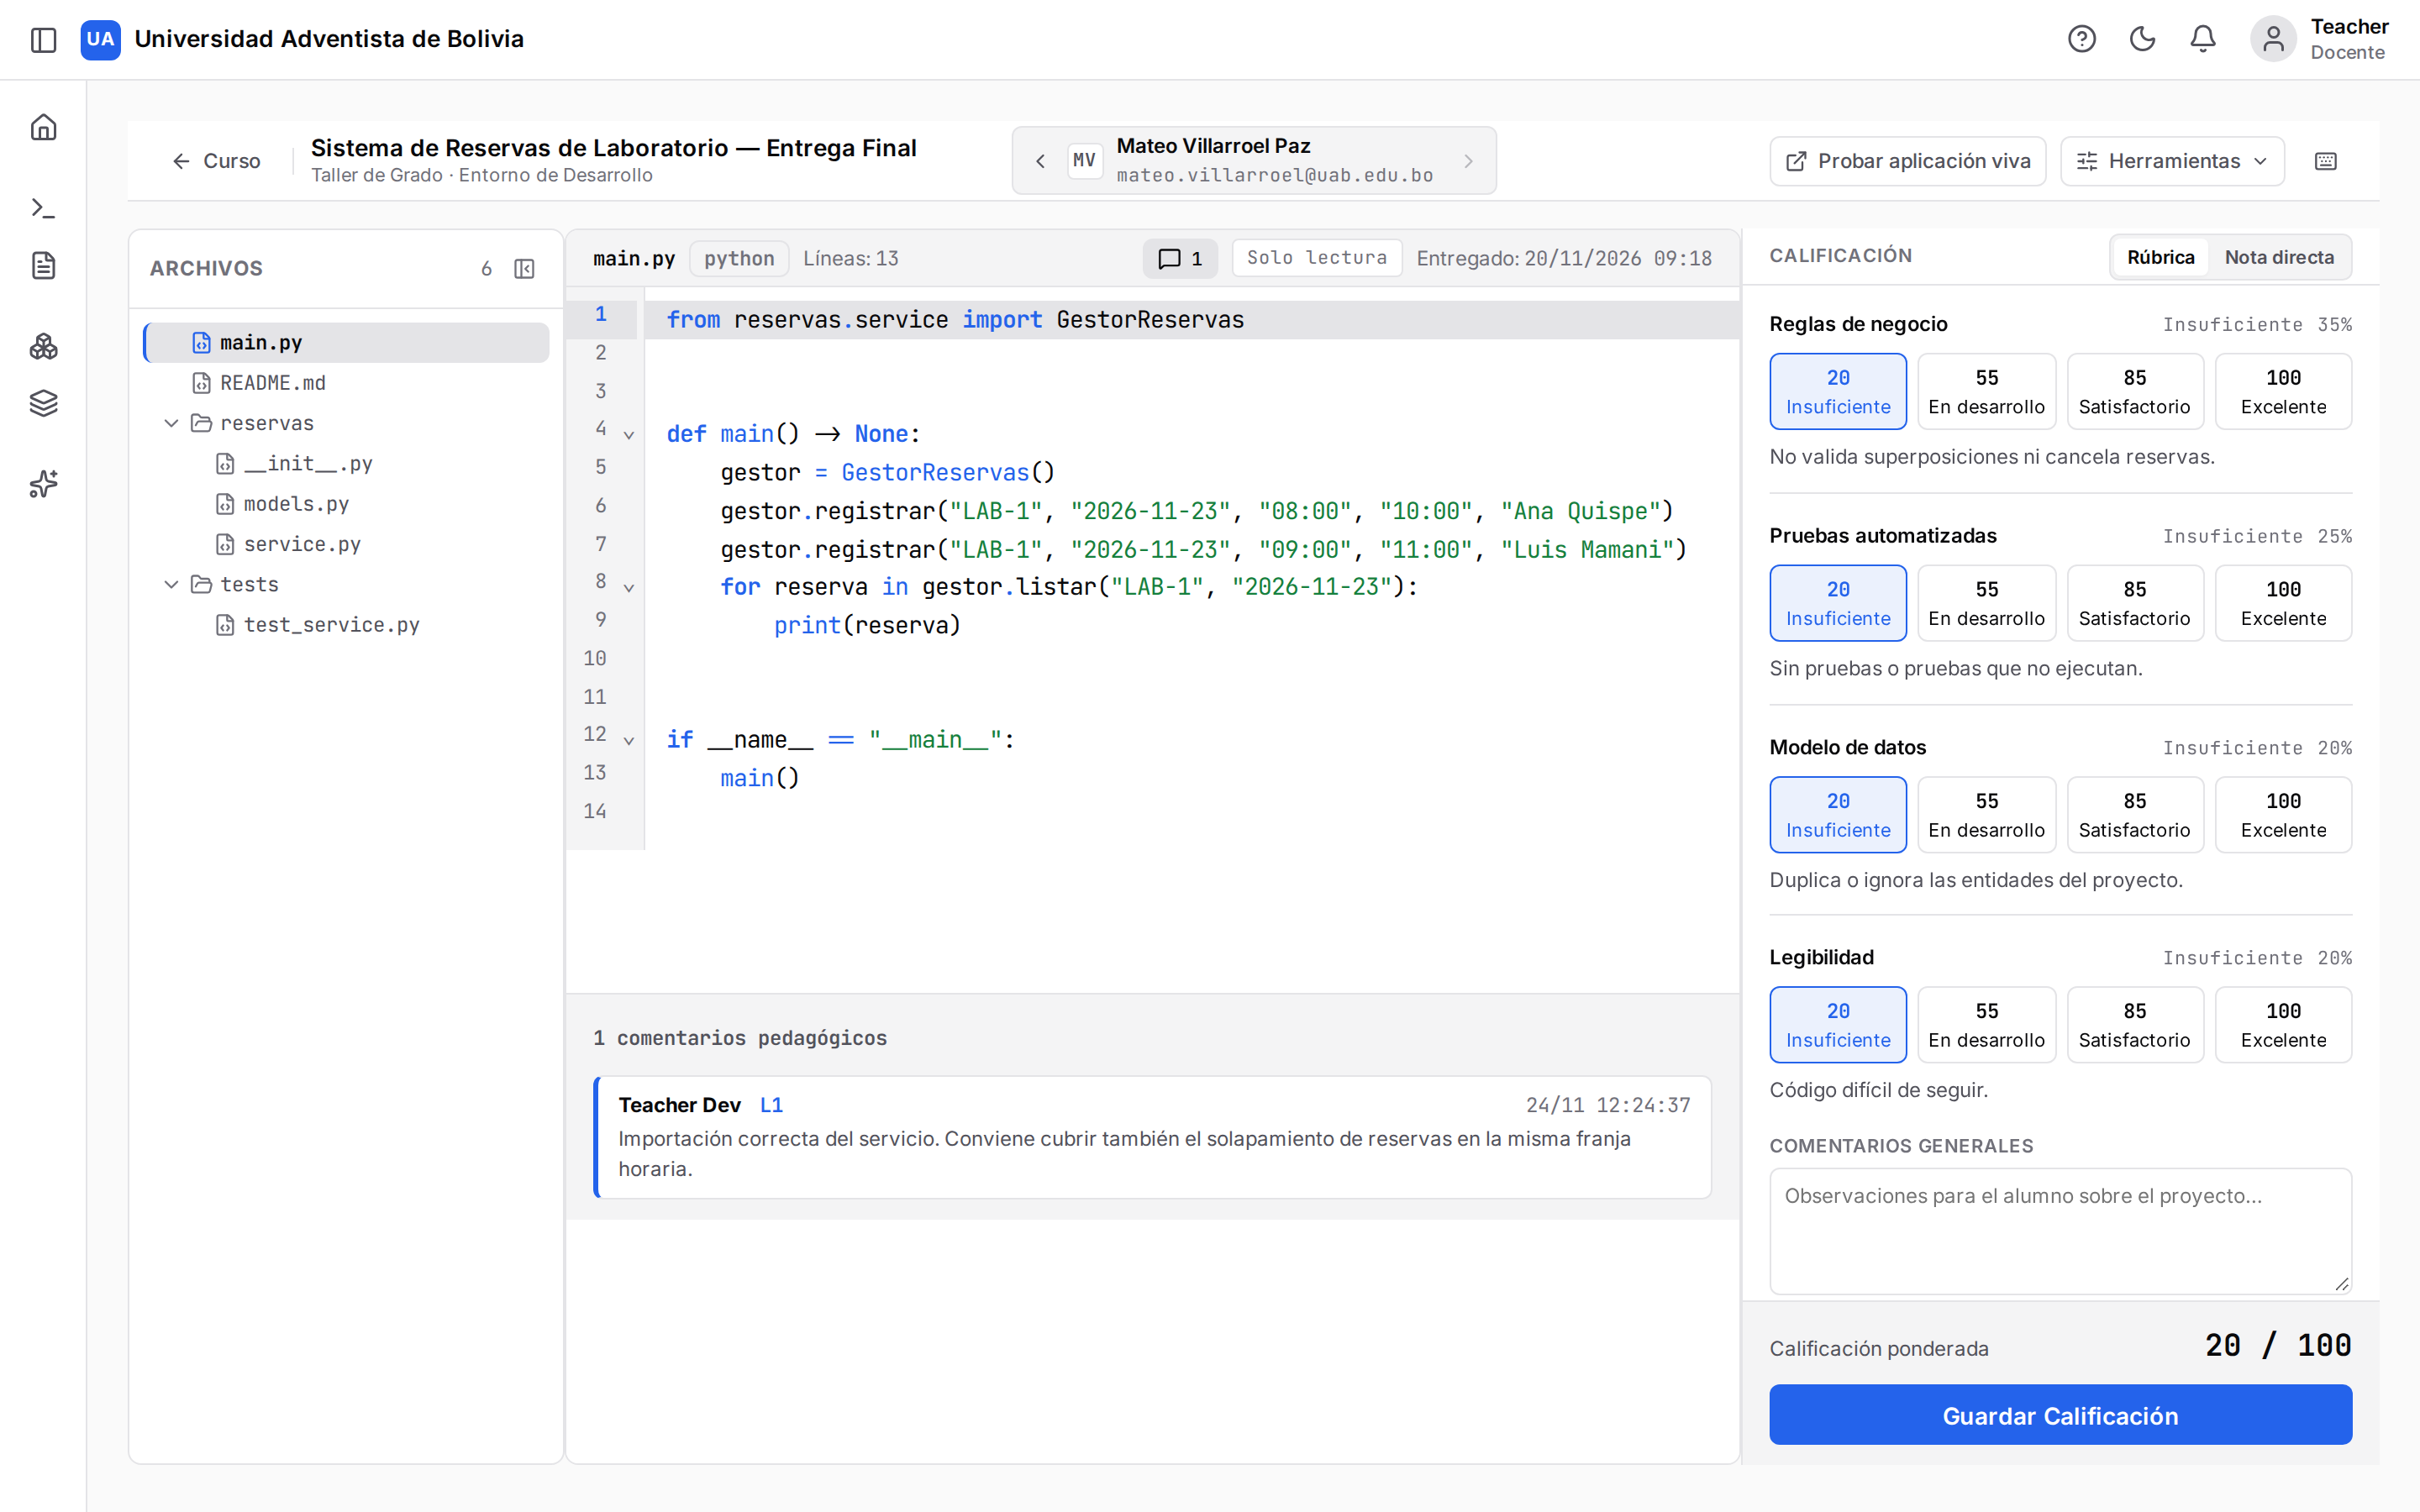 UA Universidad Adventista de Bolivia
Teacher
Docente
Curso
Sistema de Reservas de Laboratorio — Entrega Final
Taller de Grado · Entorno de Desarrollo
MV
Mateo Villarroel Paz
mateo.villarroel@uab.edu.bo
Probar aplicación viva
Herramientas
ARCHIVOS 6
main.py
README.md
reservas
__init__.py
models.py
service.py
tests
test_service.py
main.py python Líneas: 13 1 Solo lectura Entregado: 20/11/2026 09:18
1 from reservas.service import GestorReservas
2
3
4 def main() -> None:
5 gestor = GestorReservas()
6 gestor.registrar("LAB-1", "2026-11-23", "08:00", "10:00", "Ana Quispe")
7 gestor.registrar("LAB-1", "2026-11-23", "09:00", "11:00", "Luis Mamani")
8 for reserva in gestor.listar("LAB-1", "2026-11-23"):
9 print(reserva)
10
11
12 if __name__ == "__main__":
13 main()
14
1 comentarios pedagógicos
Teacher Dev L1 24/11 12:24:37
Importación correcta del servicio. Conviene cubrir también el solapamiento de reservas en la misma franja
horaria.
CALIFICACIÓN Rúbrica Nota directa
Reglas de negocio Insuficiente 35%
20 55 85 100
Insuficiente En desarrollo Satisfactorio Excelente
No valida superposiciones ni cancela reservas.
Pruebas automatizadas Insuficiente 25%
20 55 85 100
Insuficiente En desarrollo Satisfactorio Excelente
Sin pruebas o pruebas que no ejecutan.
Modelo de datos Insuficiente 20%
20 55 85 100
Insuficiente En desarrollo Satisfactorio Excelente
Duplica o ignora las entidades del proyecto.
Legibilidad Insuficiente 20%
20 55 85 100
Insuficiente En desarrollo Satisfactorio Excelente
Código difícil de seguir.
COMENTARIOS GENERALES
Observaciones para el alumno sobre el proyecto...
Calificación ponderada 20 / 100
Guardar Calificación